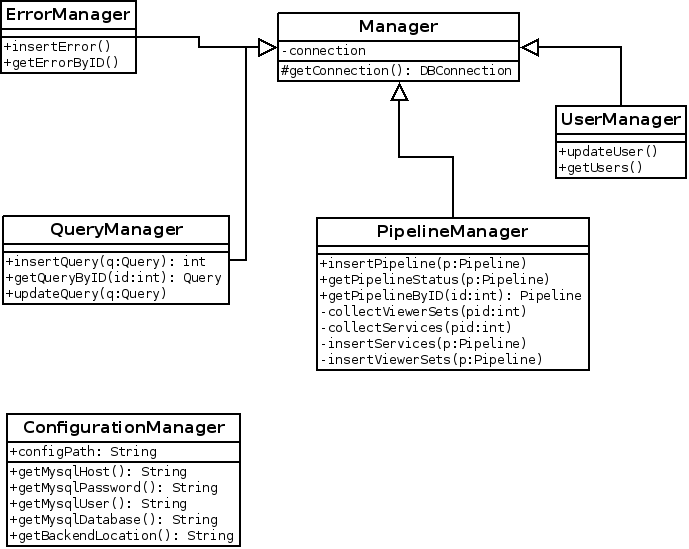 ErrorManager
+insertError()
+getErrorByID()
Manager
-connection
#getConnection(): DBConnection
UserManager
+updateUser()
+getUsers()
QueryManager
+insertQuery(q:Query): int
+getQueryByID(id:int): Query
+updateQuery(q:Query)
PipelineManager
+insertPipeline(p:Pipeline)
+getPipelineStatus(p:Pipeline)
+getPipelineByID(id:int): Pipeline
-collectViewerSets(pid:int)
-collectServices(pid:int)
-insertServices(p:Pipeline)
-insertViewerSets(p:Pipeline)
ConfigurationManager
+configPath: String
+getMysqlHost(): String
+getMysqlPassword(): String
+getMysqlUser(): String
+getMysqlDatabase(): String
+getBackendLocation(): String